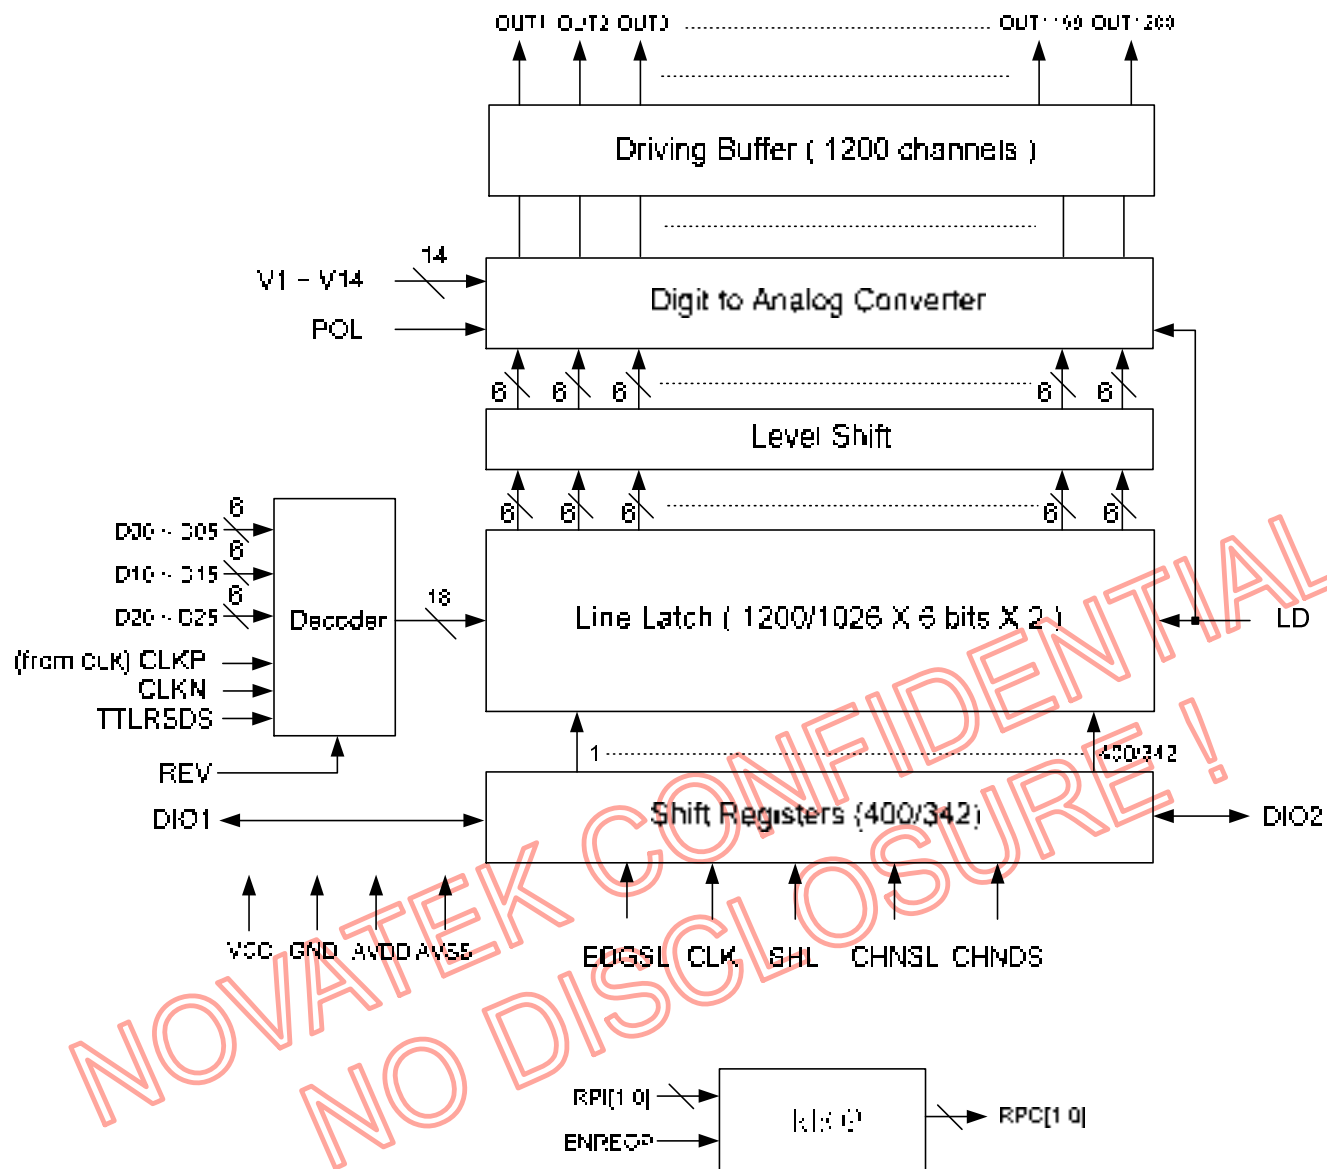 OUT1 OUT2 OUT3 OUT1200
Driving Buffer ( 1200 channels )
14
V1 ~ V14
Digit to Analog Converter
POL
6 6 6 6 6
Level Shift
6 6 6 6 6
6
D00 ~ D05
6
D10 ~ D15
6
D20 ~ D25
Decoder
18
Line Latch ( 1200/1026 X 6 bits X 2 )
LD
(from CLK) CLKP
CLKN
TTLRSDS
1 400/342
REV
DIO1
Shift Registers (400/342)
DIO2
VCC GND AVDD AVSS
EDGSL CLK SHL CHNSL CHNDS
NOVATEK CONFIDENTIAL
NO DISCLOSURE !
RPI[1 0]
RPO[1 0]